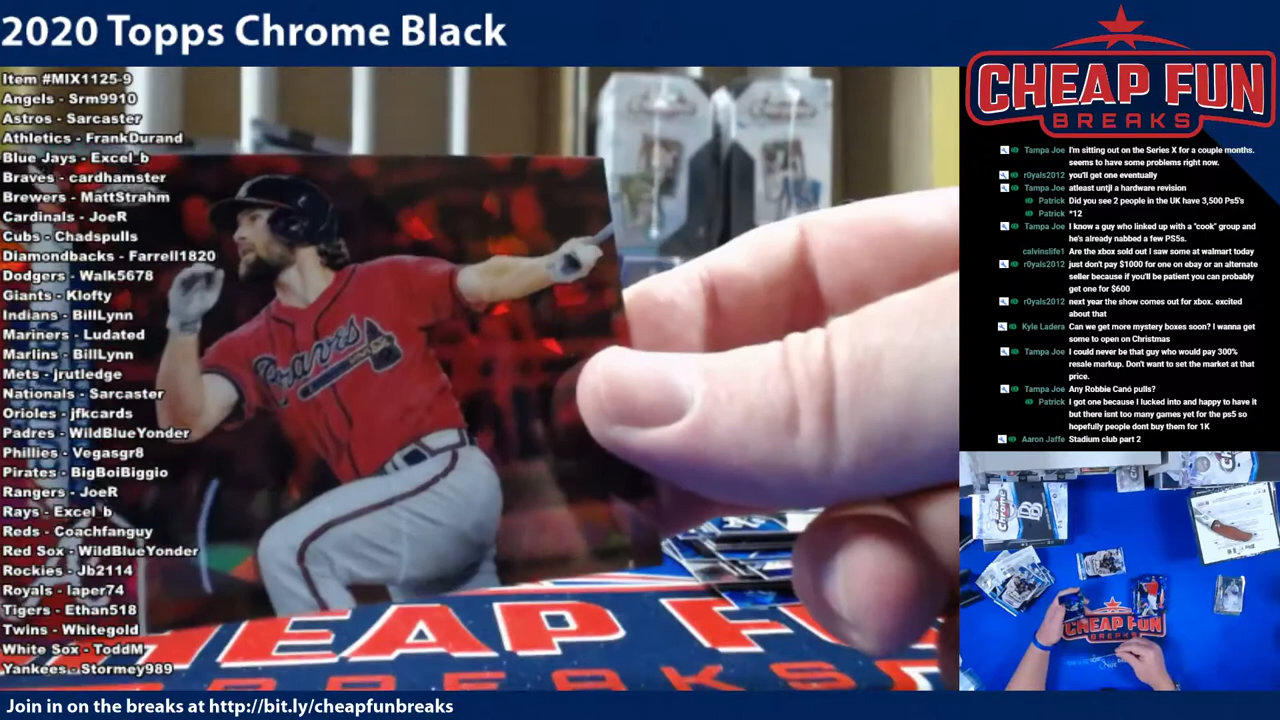 2020 Topps Chrome Black
Item #MIX1125-9
Angels - Srm9910
Astros - Sarcaster
Athletics - FrankDurand
Blue Jays - Excel_b
Braves - cardhamster
Brewers - MattStrahm
Cardinals - JoeR
Cubs - Chadspulls
Diamondbacks - Farrell1820
Dodgers - Walk5678
Giants - Klofty
Indians - BillLynn
Mariners - Ludated
Marlins - BillLynn
Mets - jrutledge
Nationals - Sarcaster
Orioles - jfkcards
Padres - WildBlueYonder
Phillies - Vegasgr8
Pirates - BigBoiBiggio
Rangers - JoeR
Rays - Excel_b
Reds - Coachfanguy
Red Sox - WildBlueYonder
Rockies - Jb2114
Royals - laper74
Tigers - Ethan518
Twins - Whitegold
White Sox - ToddM
Yankees - Stormey989
Braves
CHEAP FUN
BREAKS
CHEAP FUN
BREAKS
Tampa Joe I'm sitting out on the Series X for a couple months.
seems to have some problems right now.
r0yals2012 you'll get one eventually
Tampa Joe atleast untjl a hardware revision
Patrick Did you see 2 people in the UK have 3,500 Ps5's
Patrick *12
Tampa Joe I know a guy who linked up with a "cook" group and
he's already nabbed a few PS5s.
calvinslife1 Are the xbox sold out I saw some at walmart today
r0yals2012 just don't pay $1000 for one on ebay or an alternate
seller because if you'll be patient you can probably
get one for $600
r0yals2012 next year the show comes out for xbox. excited
about that
Kyle Ladera Can we get more mystery boxes soon? I wanna get
some to open on Christmas
Tampa Joe I could never be that guy who would pay 300%
resale markup. Don't want to set the market at that
price.
Tampa Joe Any Robbie Canó pulls?
Patrick I got one because I lucked into and happy to have it
but there isnt too many games yet for the ps5 so
hopefully people dont buy them for 1K
Aaron Jaffe Stadium club part 2
CHEAP FUN
BREAKS
Join in on the breaks at http://bit.ly/cheapfunbreaks